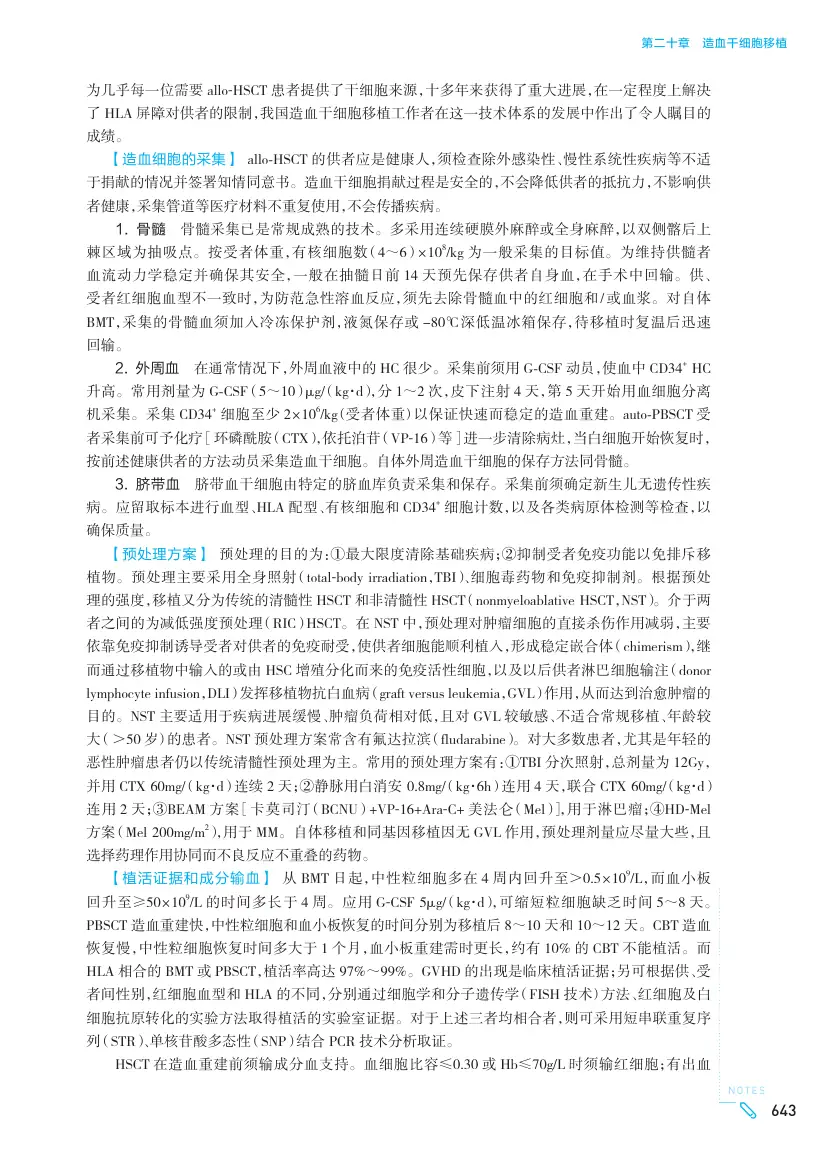 第二十章 造血干细胞移植
为几乎每一位需要 allo-HSCT 患者提供了干细胞来源,十多年来获得了重大进展,在一定程度上解决
了 HLA 屏障对供者的限制,我国造血干细胞移植工作者在这一技术体系的发展中作出了令人瞩目的
成绩。
【造血细胞的采集】 allo-HSCT 的供者应是健康人,须检查除外感染性、慢性系统性疾病等不适
于捐献的情况并签署知情同意书。造血干细胞捐献过程是安全的,不会降低供者的抵抗力,不影响供
者健康,采集管道等医疗材料不重复使用,不会传播疾病。
1. 骨髓 骨髓采集已是常规成熟的技术。多采用连续硬膜外麻醉或全身麻醉,以双侧髂后上
棘区域为抽吸点。按受者体重,有核细胞数(4～6)×10⁸/kg 为一般采集的目标值。为维持供髓者
血流动力学稳定并确保其安全,一般在抽髓日前 14 天预先保存供者自身血,在手术中回输。供、
受者红细胞血型不一致时,为防范急性溶血反应,须先去除骨髓血中的红细胞和/或血浆。对自体
BMT,采集的骨髓血须加入冷冻保护剂,液氮保存或 –80℃深低温冰箱保存,待移植时复温后迅速
回输。
2. 外周血 在通常情况下,外周血液中的 HC 很少。采集前须用 G-CSF 动员,使血中 CD34⁺ HC
升高。常用剂量为 G-CSF(5～10)μg/(kg·d),分 1～2 次,皮下注射 4 天,第 5 天开始用血细胞分离
机采集。采集 CD34⁺ 细胞至少 2×10⁶/kg(受者体重)以保证快速而稳定的造血重建。auto-PBSCT 受
者采集前可予化疗[环磷酰胺(CTX),依托泊苷(VP-16)等]进一步清除病灶,当白细胞开始恢复时,
按前述健康供者的方法动员采集造血干细胞。自体外周造血干细胞的保存方法同骨髓。
3. 脐带血 脐带血干细胞由特定的脐血库负责采集和保存。采集前须确定新生儿无遗传性疾
病。应留取标本进行血型、HLA 配型、有核细胞和 CD34⁺ 细胞计数,以及各类病原体检测等检查,以
确保质量。
【预处理方案】 预处理的目的为:①最大限度清除基础疾病;②抑制受者免疫功能以免排斥移
植物。预处理主要采用全身照射(total-body irradiation,TBI)、细胞毒药物和免疫抑制剂。根据预处
理的强度,移植又分为传统的清髓性 HSCT 和非清髓性 HSCT(nonmyeloablative HSCT,NST)。介于两
者之间的为减低强度预处理(RIC)HSCT。在 NST 中,预处理对肿瘤细胞的直接杀伤作用减弱,主要
依靠免疫抑制诱导受者对供者的免疫耐受,使供者细胞能顺利植入,形成稳定嵌合体(chimerism),继
而通过移植物中输入的或由 HSC 增殖分化而来的免疫活性细胞,以及以后供者淋巴细胞输注(donor
lymphocyte infusion,DLI)发挥移植物抗白血病(graft versus leukemia,GVL)作用,从而达到治愈肿瘤的
目的。NST 主要适用于疾病进展缓慢、肿瘤负荷相对低,且对 GVL 较敏感、不适合常规移植、年龄较
大(＞50 岁)的患者。NST 预处理方案常含有氟达拉滨(fludarabine)。对大多数患者,尤其是年轻的
恶性肿瘤患者仍以传统清髓性预处理为主。常用的预处理方案有:①TBI 分次照射,总剂量为 12Gy,
并用 CTX 60mg/(kg·d)连续 2 天;②静脉用白消安 0.8mg/(kg·6h)连用 4 天,联合 CTX 60mg/(kg·d)
连用 2 天;③BEAM 方案[卡莫司汀(BCNU)+VP-16+Ara-C+ 美法仑(Mel)],用于淋巴瘤;④HD-Mel
方案(Mel 200mg/m²),用于 MM。自体移植和同基因移植因无 GVL 作用,预处理剂量应尽量大些,且
选择药理作用协同而不良反应不重叠的药物。
【植活证据和成分输血】 从 BMT 日起,中性粒细胞多在 4 周内回升至＞0.5×10⁹/L,而血小板
回升至≥50×10⁹/L 的时间多长于 4 周。应用 G-CSF 5μg/(kg·d),可缩短粒细胞缺乏时间 5～8 天。
PBSCT 造血重建快,中性粒细胞和血小板恢复的时间分别为移植后 8～10 天和 10～12 天。CBT 造血
恢复慢,中性粒细胞恢复时间多大于 1 个月,血小板重建需时更长,约有 10% 的 CBT 不能植活。而
HLA 相合的 BMT 或 PBSCT,植活率高达 97%～99%。GVHD 的出现是临床植活证据;另可根据供、受
者间性别,红细胞血型和 HLA 的不同,分别通过细胞学和分子遗传学(FISH 技术)方法、红细胞及白
细胞抗原转化的实验方法取得植活的实验室证据。对于上述三者均相合者,则可采用短串联重复序
列(STR)、单核苷酸多态性(SNP)结合 PCR 技术分析取证。
HSCT 在造血重建前须输成分血支持。血细胞比容≤0.30 或 Hb≤70g/L 时须输红细胞;有出血
NOTES
643